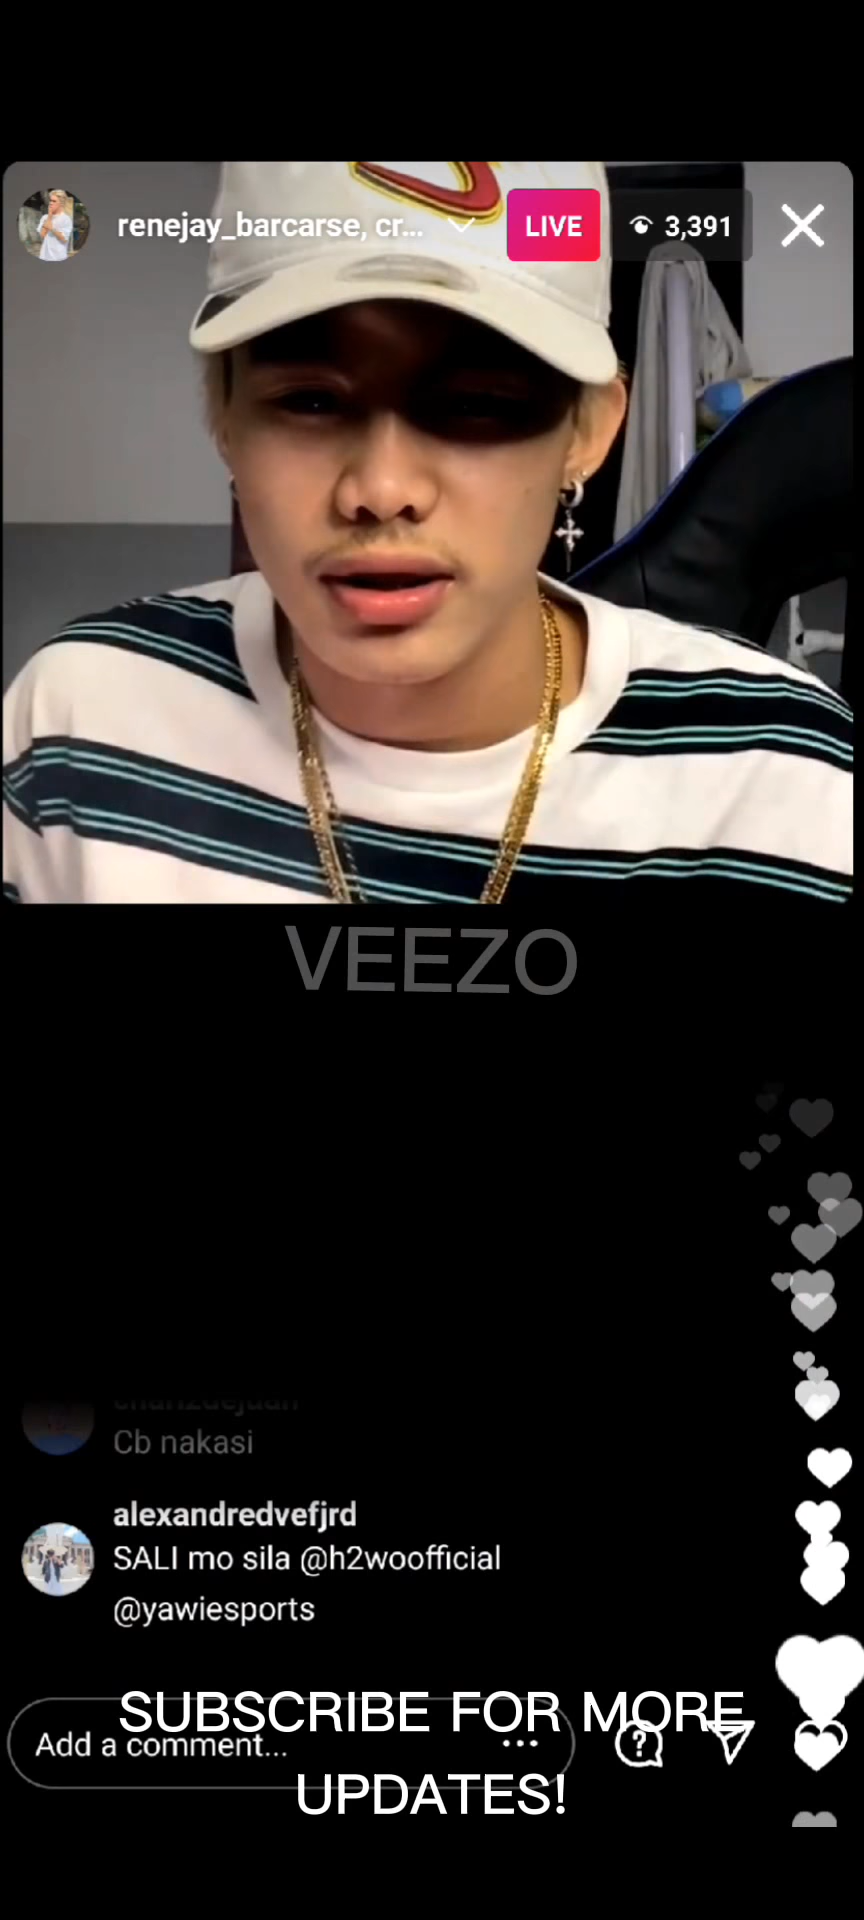 renejay_barcarse, cr...
LIVE
3,391
VEEZO
Cb nakasi
alexandredvefjrd
SALI mo sila @h2woofficial
@yawiesports
SUBSCRIBE FOR MORE
Add a comment...
UPDATES!